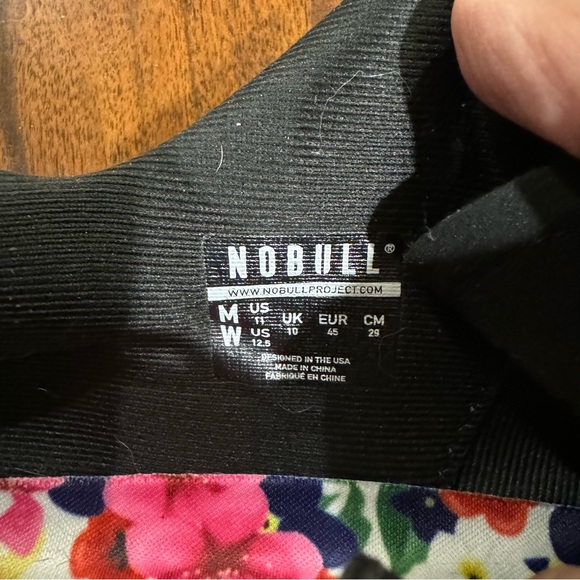 NOBULL®
WWW.NOBULLPROJECT.COM
M US 11 UK 10 EUR 45 CM 29
W US 12.5
DESIGNED IN THE USA
MADE IN CHINA
FABRIQUÉ EN CHINE